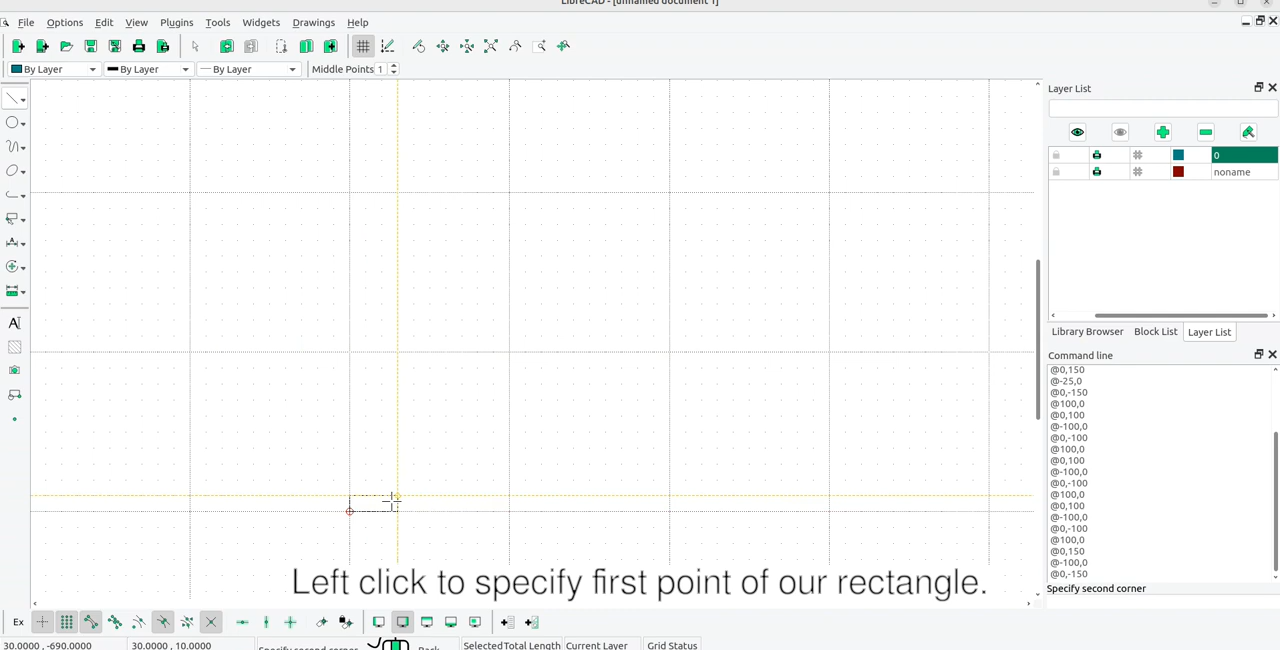 LibreCAD - [unnamed document 1]
File Options Edit View Plugins Tools Widgets Drawings Help
By Layer By Layer By Layer Middle Points 1
Layer List
0
noname
Library Browser Block List Layer List
Command line
@0,150
@-25,0
@0,-150
@100,0
@0,100
@-100,0
@0,-100
@100,0
@0,100
@-100,0
@0,-100
@100,0
@0,100
@-100,0
@0,-100
@100,0
@0,150
@-100,0
@0,-150
Specify second corner
Left click to specify first point of our rectangle.
Ex
30.0000 , -690.0000 30.0000 , 10.0000 Specify second corner Back Selected Total Length Current Layer Grid Status